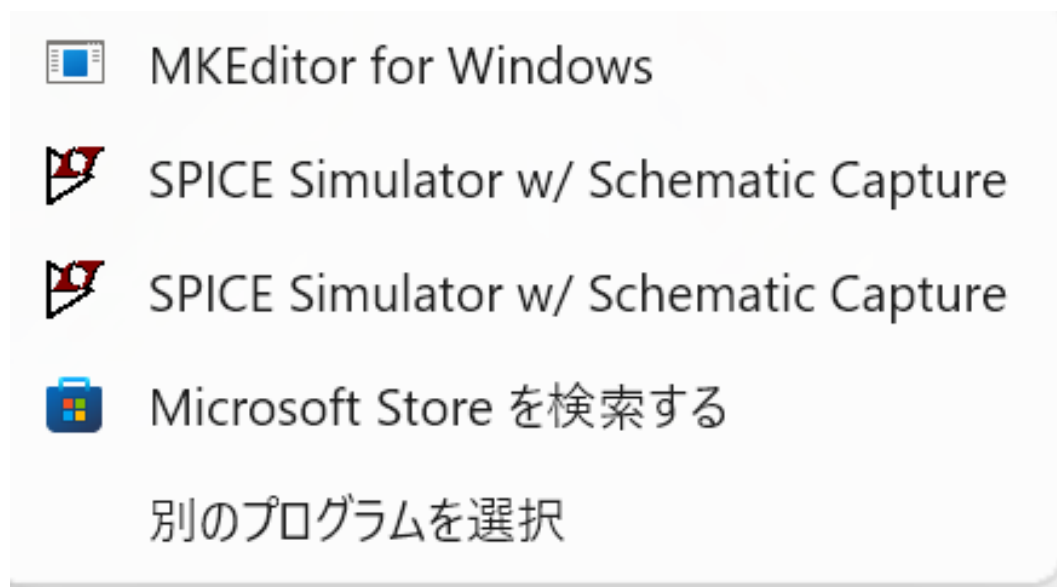 MKEditor for Windows
SPICE Simulator w/ Schematic Capture
SPICE Simulator w/ Schematic Capture
Microsoft Store を検索する
別のプログラムを選択